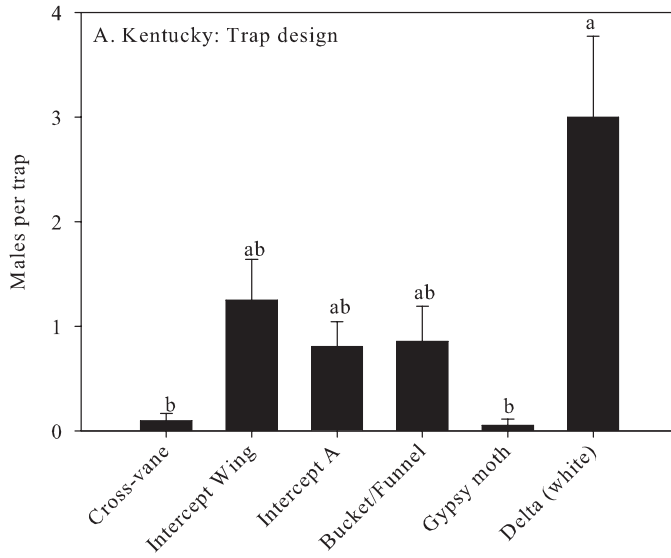 A. Kentucky: Trap design
Males per trap
4
3
2
1
0
b
ab
ab
ab
b
a
Cross-vane
Intercept Wing
Intercept A
Bucket/Funnel
Gypsy moth
Delta (white)